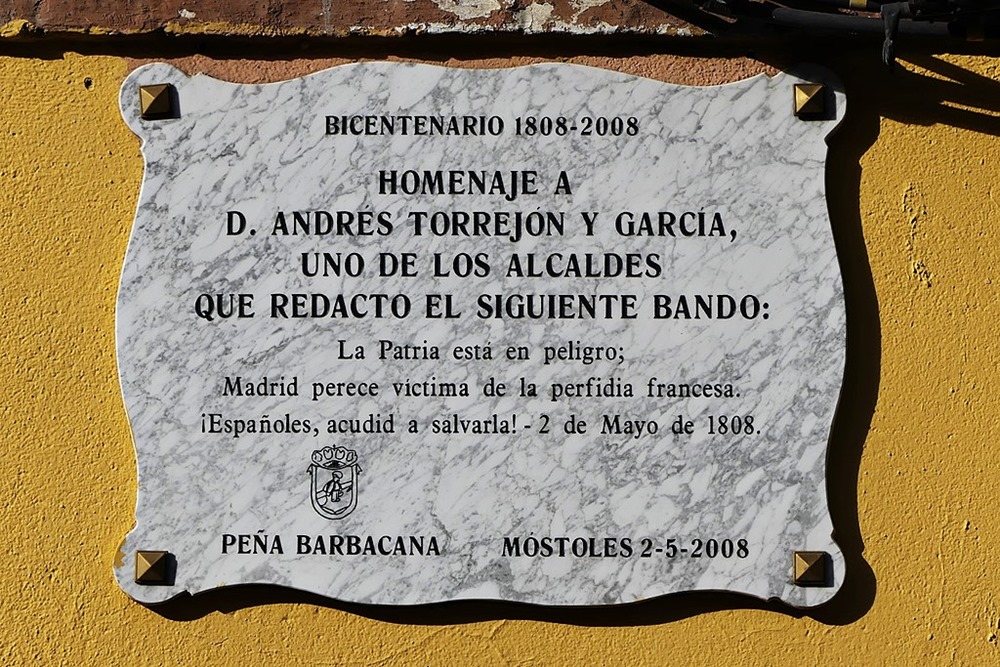 BICENTENARIO 1808-2008
HOMENAJE A
D. ANDRÉS TORREJÓN Y GARCÍA,
UNO DE LOS ALCALDES
QUE REDACTO EL SIGUIENTE BANDO:
La Patria está en peligro;
Madrid perece víctima de la perfidia francesa.
¡Españoles, acudid a salvarla! - 2 de Mayo de 1808.
PEÑA BARBACANA MÓSTOLES 2-5-2008